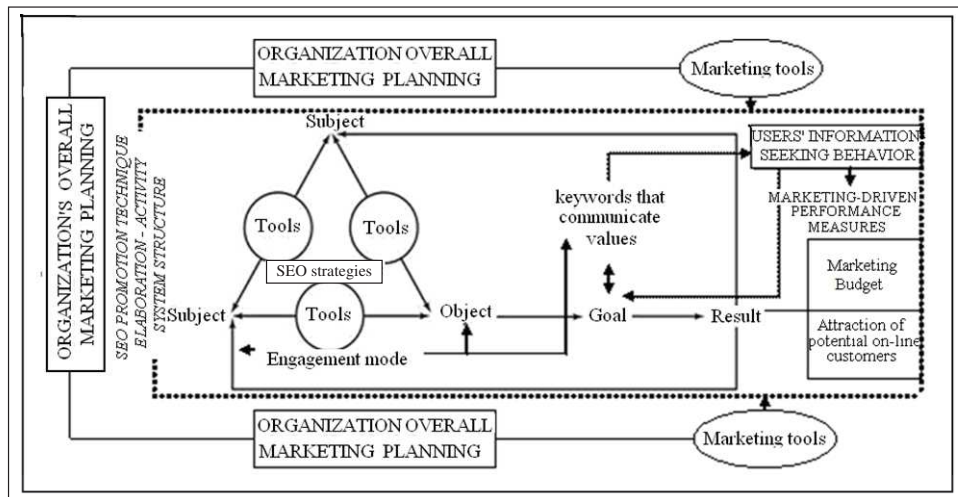 ORGANIZATION OVERALL
MARKETING PLANNING
Marketing tools
ORGANIZATION'S OVERALL
MARKETING PLANNING
SEO PROMOTION TECHNIQUE
ELABORATION - ACTIVITY
SYSTEM STRUCTURE
Subject
USERS' INFORMATION
SEEKING BEHAVIOR
Tools
Tools
keywords that
communicate
values
MARKETING-DRIVEN
PERFORMANCE
MEASURES
SEO strategies
Marketing
Budget
Subject
Tools
Object
Goal
Result
Attraction of
potential on-line
customers
Engagement mode
ORGANIZATION OVERALL
MARKETING PLANNING
Marketing tools